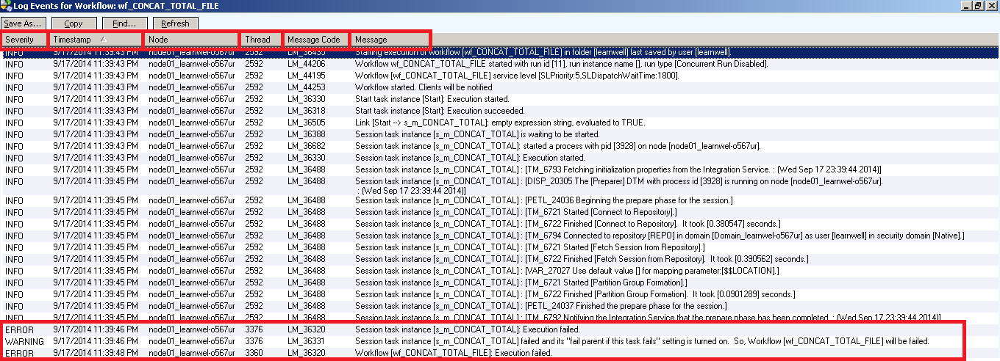 Log Events for Workflow: wf_CONCAT_TOTAL_FILE
Save As... Copy Find... Refresh
Severity Timestamp Node Thread Message Code Message
INFO 9/17/2014 11:39:43 PM node01_learnwel-o567ur 2592 LM_36435 Starting execution of workflow [wf_CONCAT_TOTAL_FILE] in folder [learnwell] last saved by user [learnwell].
INFO 9/17/2014 11:39:43 PM node01_learnwel-o567ur 2592 LM_44206 Workflow wf_CONCAT_TOTAL_FILE started with run id [11], run instance name [], run type [Concurrent Run Disabled].
INFO 9/17/2014 11:39:43 PM node01_learnwel-o567ur 2592 LM_44195 Workflow [wf_CONCAT_TOTAL_FILE] service level [SLPriority:5,SLDispatchWaitTime:1800].
INFO 9/17/2014 11:39:43 PM node01_learnwel-o567ur 2592 LM_44253 Workflow started. Clients will be notified
INFO 9/17/2014 11:39:43 PM node01_learnwel-o567ur 2592 LM_36330 Start task instance [Start]: Execution started.
INFO 9/17/2014 11:39:43 PM node01_learnwel-o567ur 2592 LM_36318 Start task instance [Start]: Execution succeeded.
INFO 9/17/2014 11:39:43 PM node01_learnwel-o567ur 2592 LM_36505 Link [Start --> s_m_CONCAT_TOTAL]: empty expression string, evaluated to TRUE.
INFO 9/17/2014 11:39:43 PM node01_learnwel-o567ur 2592 LM_36388 Session task instance [s_m_CONCAT_TOTAL] is waiting to be started.
INFO 9/17/2014 11:39:43 PM node01_learnwel-o567ur 2592 LM_36682 Session task instance [s_m_CONCAT_TOTAL]: started a process with pid [3928] on node [node01_learnwel-o567ur].
INFO 9/17/2014 11:39:43 PM node01_learnwel-o567ur 2592 LM_36330 Session task instance [s_m_CONCAT_TOTAL]: Execution started.
INFO 9/17/2014 11:39:45 PM node01_learnwel-o567ur 2592 LM_36488 Session task instance [s_m_CONCAT_TOTAL] : [TM_6793 Fetching initialization properties from the Integration Service. : (Wed Sep 17 23:39:44 2014)]
INFO 9/17/2014 11:39:45 PM node01_learnwel-o567ur 2592 LM_36488 Session task instance [s_m_CONCAT_TOTAL] : [DISP_20305 The [Preparer] DTM with process id [3928] is running on node [node01_learnwel-o567ur].
: (Wed Sep 17 23:39:44 2014)]
INFO 9/17/2014 11:39:45 PM node01_learnwel-o567ur 2592 LM_36488 Session task instance [s_m_CONCAT_TOTAL] : [PETL_24036 Beginning the prepare phase for the session.]
INFO 9/17/2014 11:39:45 PM node01_learnwel-o567ur 2592 LM_36488 Session task instance [s_m_CONCAT_TOTAL] : [TM_6721 Started [Connect to Repository].]
INFO 9/17/2014 11:39:45 PM node01_learnwel-o567ur 2592 LM_36488 Session task instance [s_m_CONCAT_TOTAL] : [TM_6722 Finished [Connect to Repository]. It took [0.380547] seconds.]
INFO 9/17/2014 11:39:45 PM node01_learnwel-o567ur 2592 LM_36488 Session task instance [s_m_CONCAT_TOTAL] : [TM_6794 Connected to repository [REPO] in domain [Domain_learnwel-o567ur] as user [learnwell] in security domain [Native].]
INFO 9/17/2014 11:39:45 PM node01_learnwel-o567ur 2592 LM_36488 Session task instance [s_m_CONCAT_TOTAL] : [TM_6721 Started [Fetch Session from Repository].]
INFO 9/17/2014 11:39:45 PM node01_learnwel-o567ur 2592 LM_36488 Session task instance [s_m_CONCAT_TOTAL] : [TM_6722 Finished [Fetch Session from Repository]. It took [0.390562] seconds.]
INFO 9/17/2014 11:39:45 PM node01_learnwel-o567ur 2592 LM_36488 Session task instance [s_m_CONCAT_TOTAL] : [VAR_27027 Use default value [] for mapping parameter:[$$LOCATION].]
INFO 9/17/2014 11:39:45 PM node01_learnwel-o567ur 2592 LM_36488 Session task instance [s_m_CONCAT_TOTAL] : [TM_6721 Started [Partition Group Formation].]
INFO 9/17/2014 11:39:45 PM node01_learnwel-o567ur 2592 LM_36488 Session task instance [s_m_CONCAT_TOTAL] : [TM_6722 Finished [Partition Group Formation]. It took [0.0901289] seconds.]
INFO 9/17/2014 11:39:45 PM node01_learnwel-o567ur 2592 LM_36488 Session task instance [s_m_CONCAT_TOTAL] : [PETL_24037 Finished the prepare phase for the session.]
INFO 9/17/2014 11:39:45 PM node01_learnwel-o567ur 2592 LM_36488 Session task instance [s_m_CONCAT_TOTAL] : [TM_6792 Notifying the Integration Service that the prepare phase has been completed. : (Wed Sep 17 23:39:44 2014)]
ERROR 9/17/2014 11:39:46 PM node01_learnwel-o567ur 3376 LM_36320 Session task instance [s_m_CONCAT_TOTAL]: Execution failed.
WARNING 9/17/2014 11:39:46 PM node01_learnwel-o567ur 3376 LM_36331 Session task instance [s_m_CONCAT_TOTAL] failed and its "fail parent if this task fails" setting is turned on. So, Workflow [wf_CONCAT_TOTAL_FILE] will be failed.
ERROR 9/17/2014 11:39:48 PM node01_learnwel-o567ur 3360 LM_36320 Workflow [wf_CONCAT_TOTAL_FILE]: Execution failed.